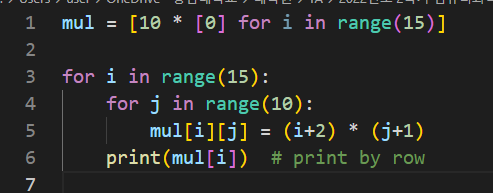 mul = [10 * [0] for i in range(15)]
for i in range(15):
for j in range(10):
mul[i][j] = (i+2) * (j+1)
print(mul[i])  # print by row